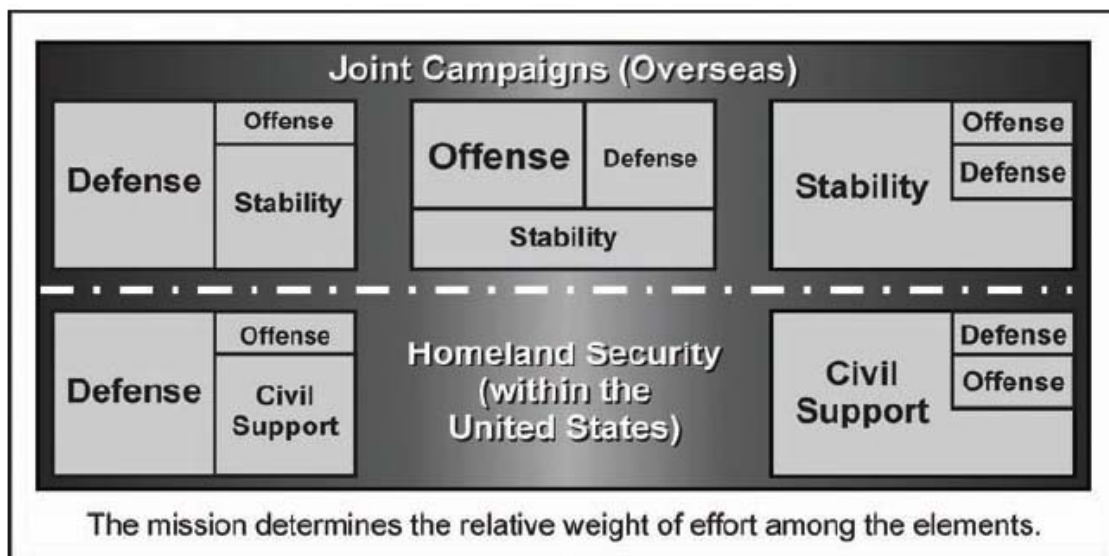 Joint Campaigns (Overseas)
Defense
Offense
Stability
Offense
Defense
Stability
Stability
Offense
Defense
Defense
Offense
Civil
Support
Homeland Security
(within the
United States)
Civil
Support
Defense
Offense
The mission determines the relative weight of effort among the elements.